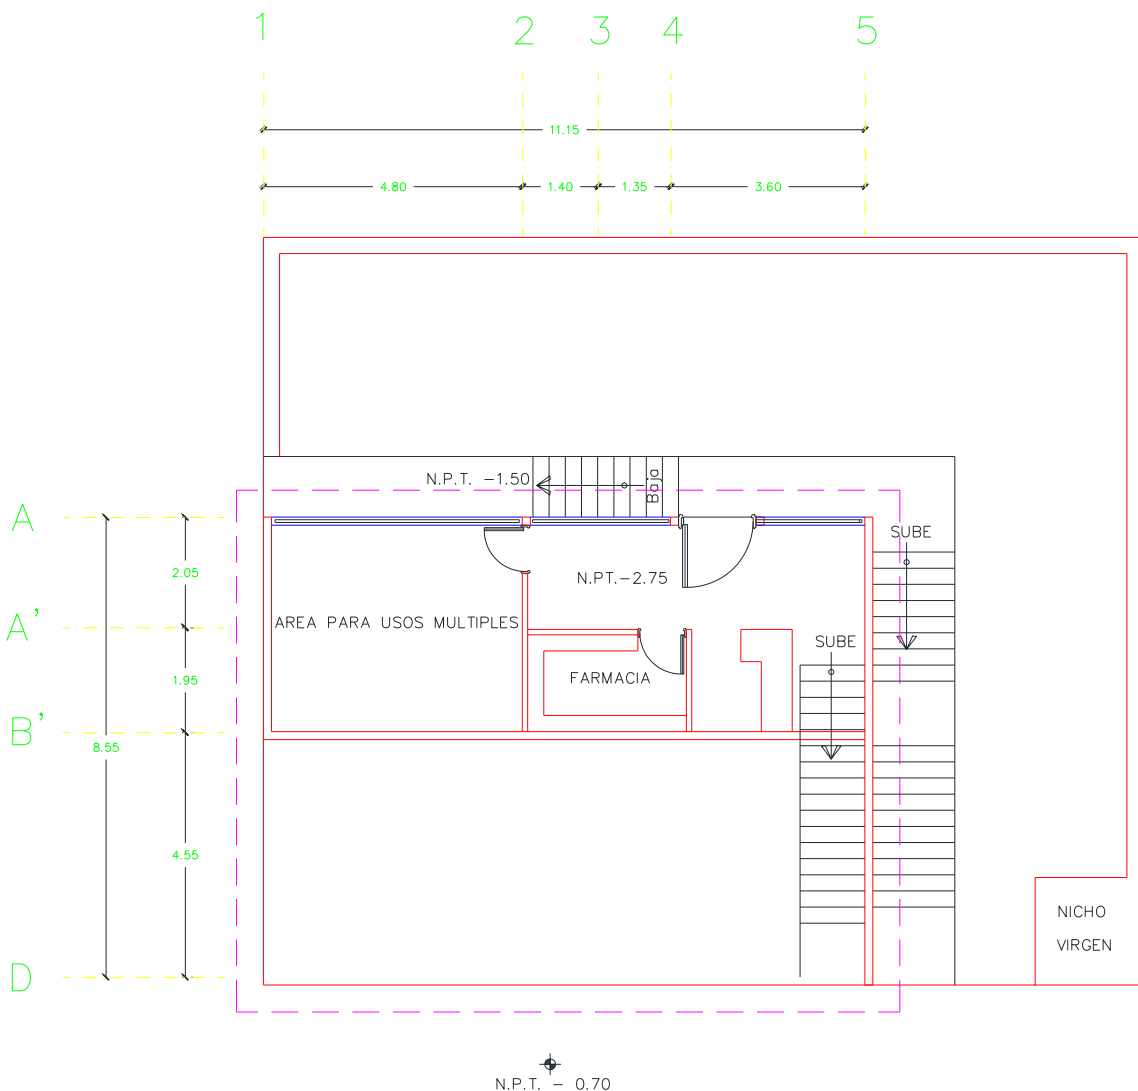 1
2
3
4
5
11.15
4.80
1.40
1.35
3.60
N.P.T. -1.50
Baja
A
SUBE
2.05
N.PT.-2.75
A'
AREA PARA USOS MULTIPLES
SUBE
1.95
FARMACIA
B'
8.55
4.55
NICHO
VIRGEN
D
N.P.T. - 0.70